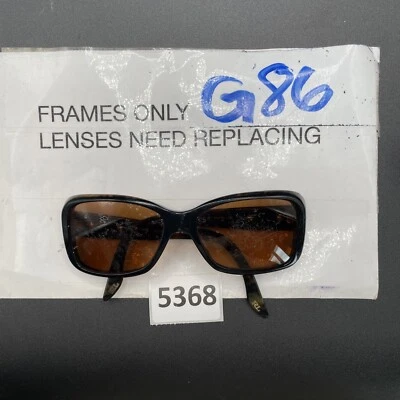 G86
FRAMES ONLY
LENSES NEED REPLACING
5368